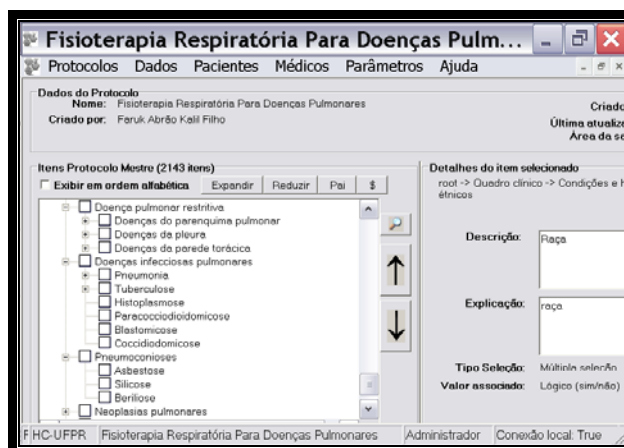 Fisioterapia Respiratória Para Doenças Pulm...
Protocolos Dados Pacientes Médicos Parâmetros Ajuda
Dados do Protocolo
Nome: Fisioterapia Respiratória Para Doenças Pulmonares
Criado
Criado por: Faruk Abrão Kalil Filho
Última atualiz
Área da se
Itens Protocolo Mestre (2143 itens)
Exibir em ordem alfabética Expandir Reduzir Pai $
Doença pulmonar restritiva
Doenças do parenquima pulmonar
Doenças da pleura
Doenças da parede torácica
Doenças infecciosas pulmonares
Pneumonia
Tuberculose
Histoplasmose
Paracoccidioidomicose
Blastomicose
Coccidiodomicose
Pneumoconioses
Asbestose
Silicose
Beriliose
Neoplasias pulmonares
Detalhes do item selecionado
root -> Quadro clínico -> Condições e h
étnicos
Descrição: Raça
Explicação: raça
Tipo Seleção: Múltipla seleção
Valor associado: Lógico (sim/não)
F HC-UFPR Fisioterapia Respiratória Para Doenças Pulmonares Administrador Conexão local: True